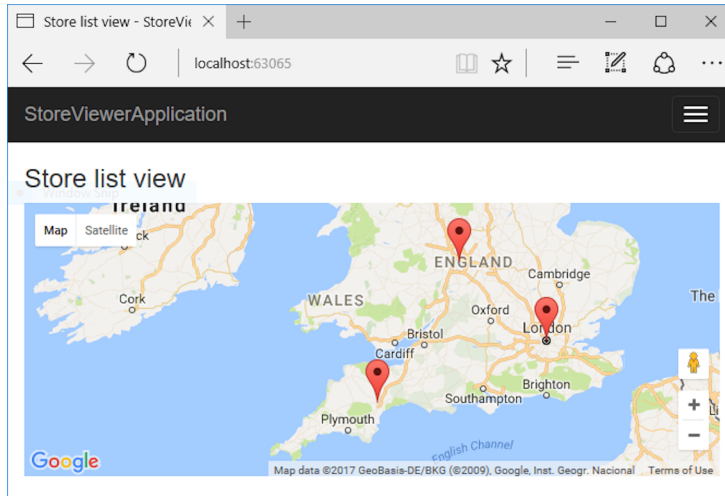 Store list view - StoreVie
localhost:63065
StoreViewerApplication
Store list view
Ireland
Map Satellite
ck
ENGLAND
Cambridge
Cork
WALES
The
Oxford
London
Bristol
Cardiff
Brighton
Southampton
Plymouth
English Channel
Google
Map data ©2017 GeoBasis-DE/BKG (©2009), Google, Inst. Geogr. Nacional Terms of Use